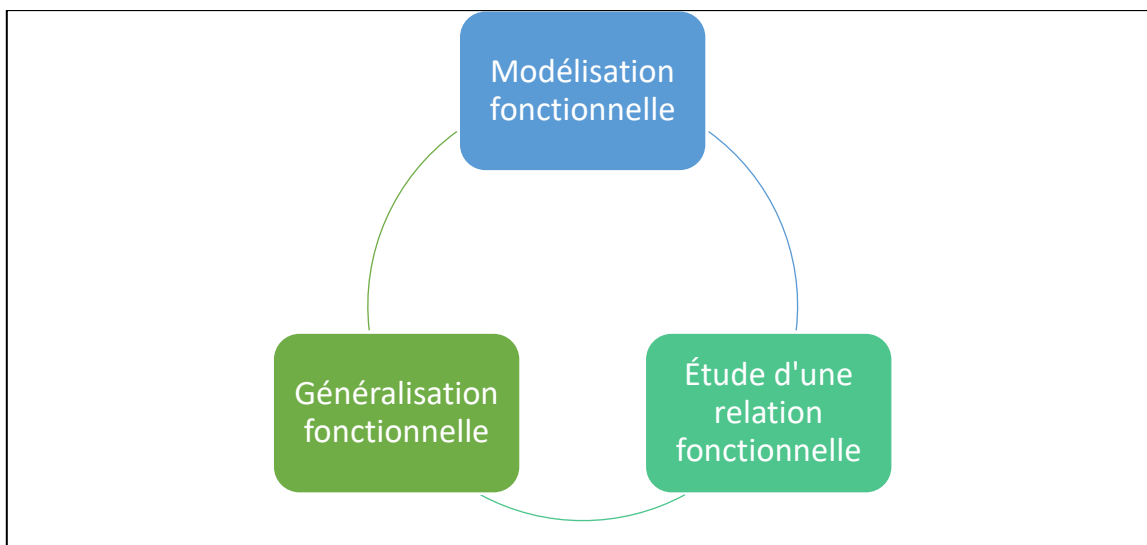 Modélisation
fonctionnelle
Généralisation
fonctionnelle
Étude d'une
relation
fonctionnelle